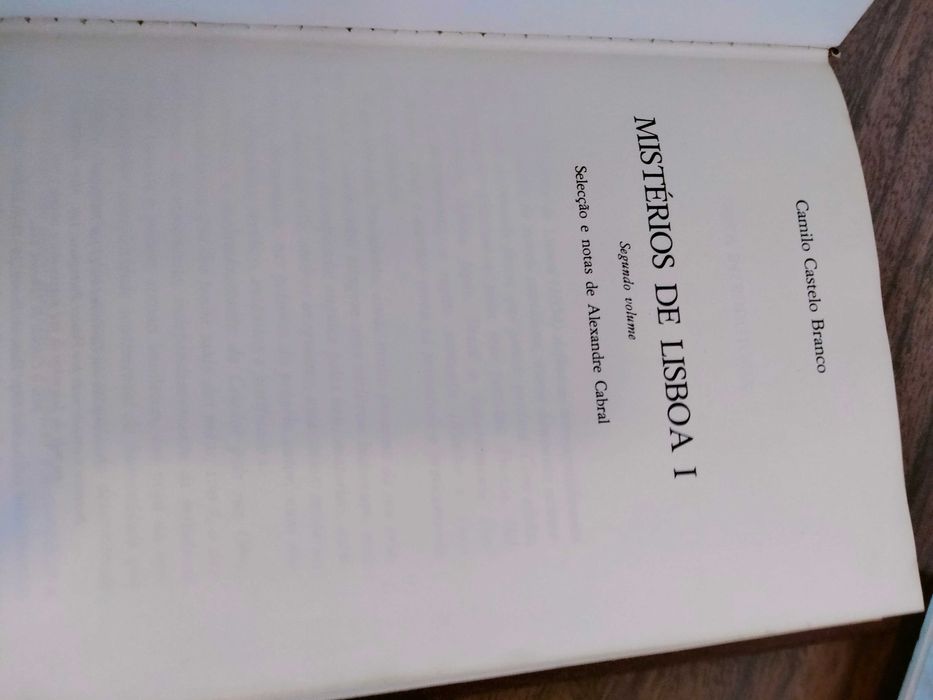 Camilo Castelo Branco
MISTÉRIOS DE LISBOA I
Segundo volume
Selecção e notas de Alexandre Cabral